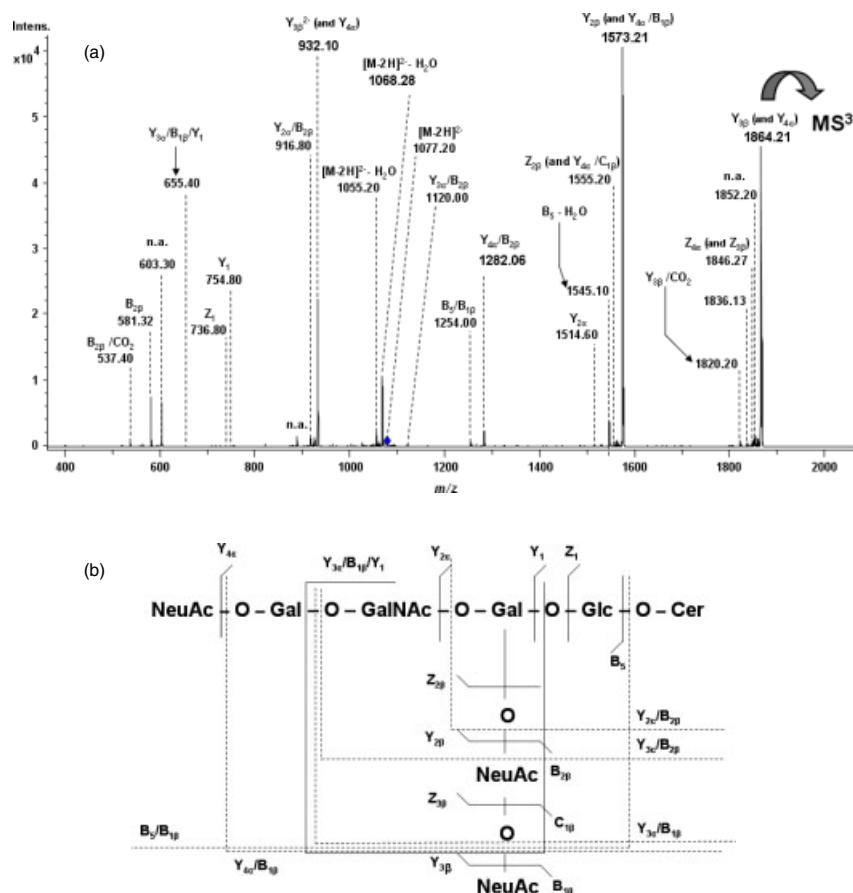 Intens.
x10⁴
(a)
Y3β²⁻ (and Y4α)
932.10
[M-2H]²⁻- H2O
1068.28
[M-2H]²⁻
1077.20
Y2β (and Y4α /B1β)
1573.21
Y3β (and Y4α)
1864.21
MS³
Y3α/B1β/Y1
655.40
Y2α/B2β
916.80
[M-2H]²⁻- H2O
1055.20
Y3α/B2β
1120.00
Z2β (and Y4α /C1β)
1555.20
n.a.
1852.20
n.a.
603.30
Y1
754.80
Z1
736.80
B2β
581.32
B2β /CO2
537.40
n.a.
Y4α/B2β
1282.06
B5/B1β
1254.00
B5 - H2O
1545.10
Y2α
1514.60
Z4α (and Z3β)
1846.27
1836.13
Y3β /CO2
1820.20
5
4
3
2
1
0
400 600 800 1000 1200 1400 1600 1800 2000
m/z
(b)
Y4α Y3α/B1β/Y1 Y2α Y1 Z1
NeuAc – O – Gal – O – GalNAc – O – Gal – O – Glc – O – Cer
B5
Z2β
O
Y2α/B2β
Y2β
Y3α/B2β
NeuAc B2β
Z3β
C1β
O
B5/B1β
Y3α/B1β
Y4α/B1β
Y3β
NeuAc B1β